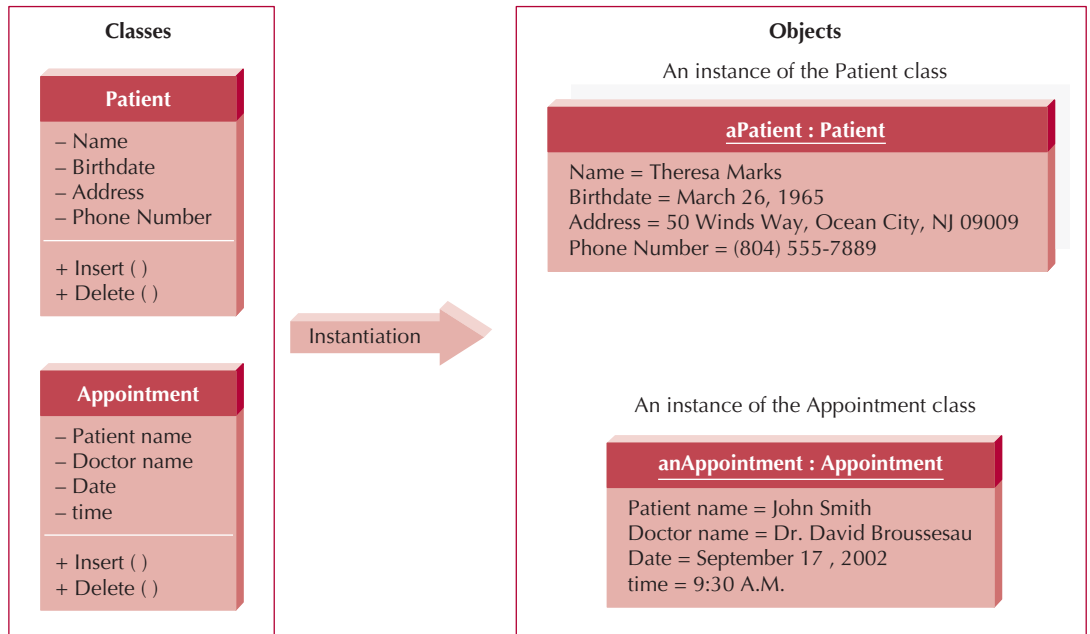 Classes
Patient
– Name
– Birthdate
– Address
– Phone Number
+ Insert ( )
+ Delete ( )
Appointment
– Patient name
– Doctor name
– Date
– time
+ Insert ( )
+ Delete ( )
Instantiation
Objects
An instance of the Patient class
aPatient : Patient
Name = Theresa Marks
Birthdate = March 26, 1965
Address = 50 Winds Way, Ocean City, NJ 09009
Phone Number = (804) 555-7889
An instance of the Appointment class
anAppointment : Appointment
Patient name = John Smith
Doctor name = Dr. David Broussesau
Date = September 17 , 2002
time = 9:30 A.M.